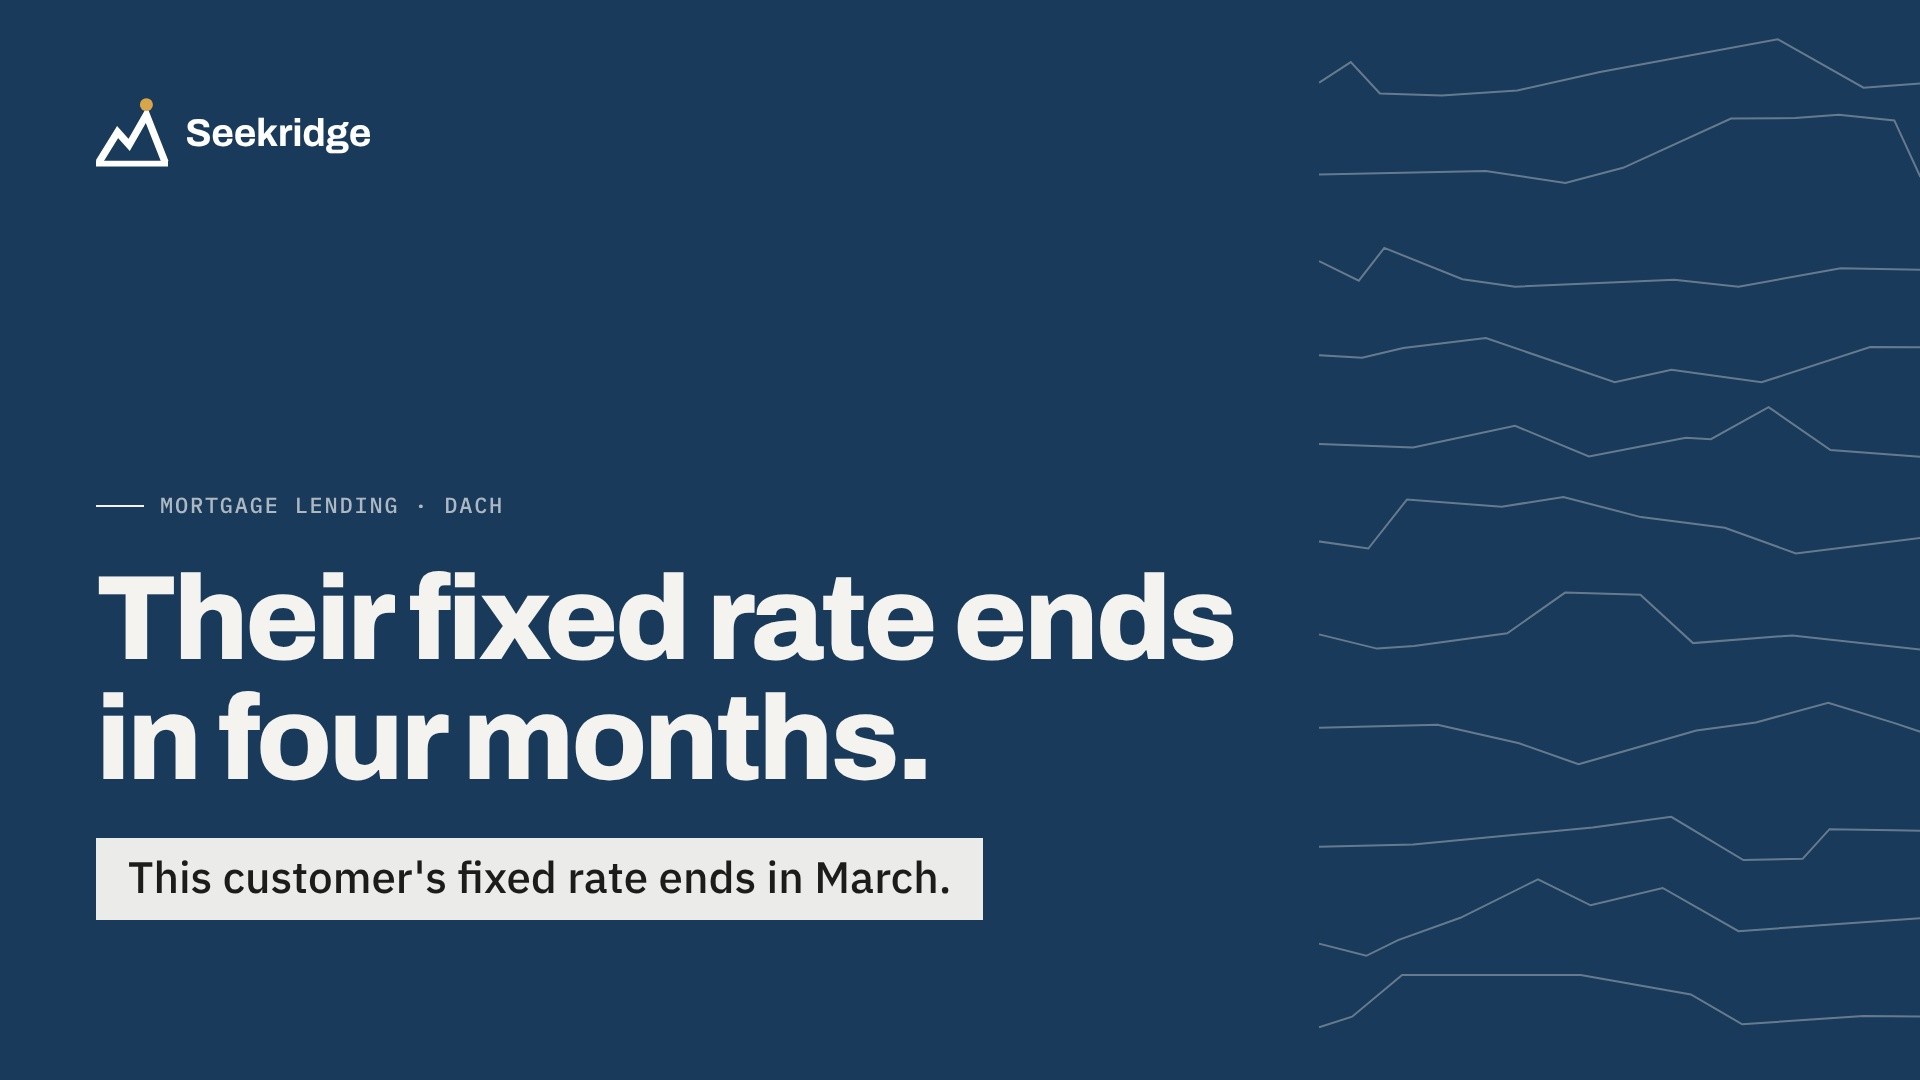 Seekridge
MORTGAGE LENDING · DACH
Their fixed rate ends
in four months.
This customer's fixed rate ends in March.